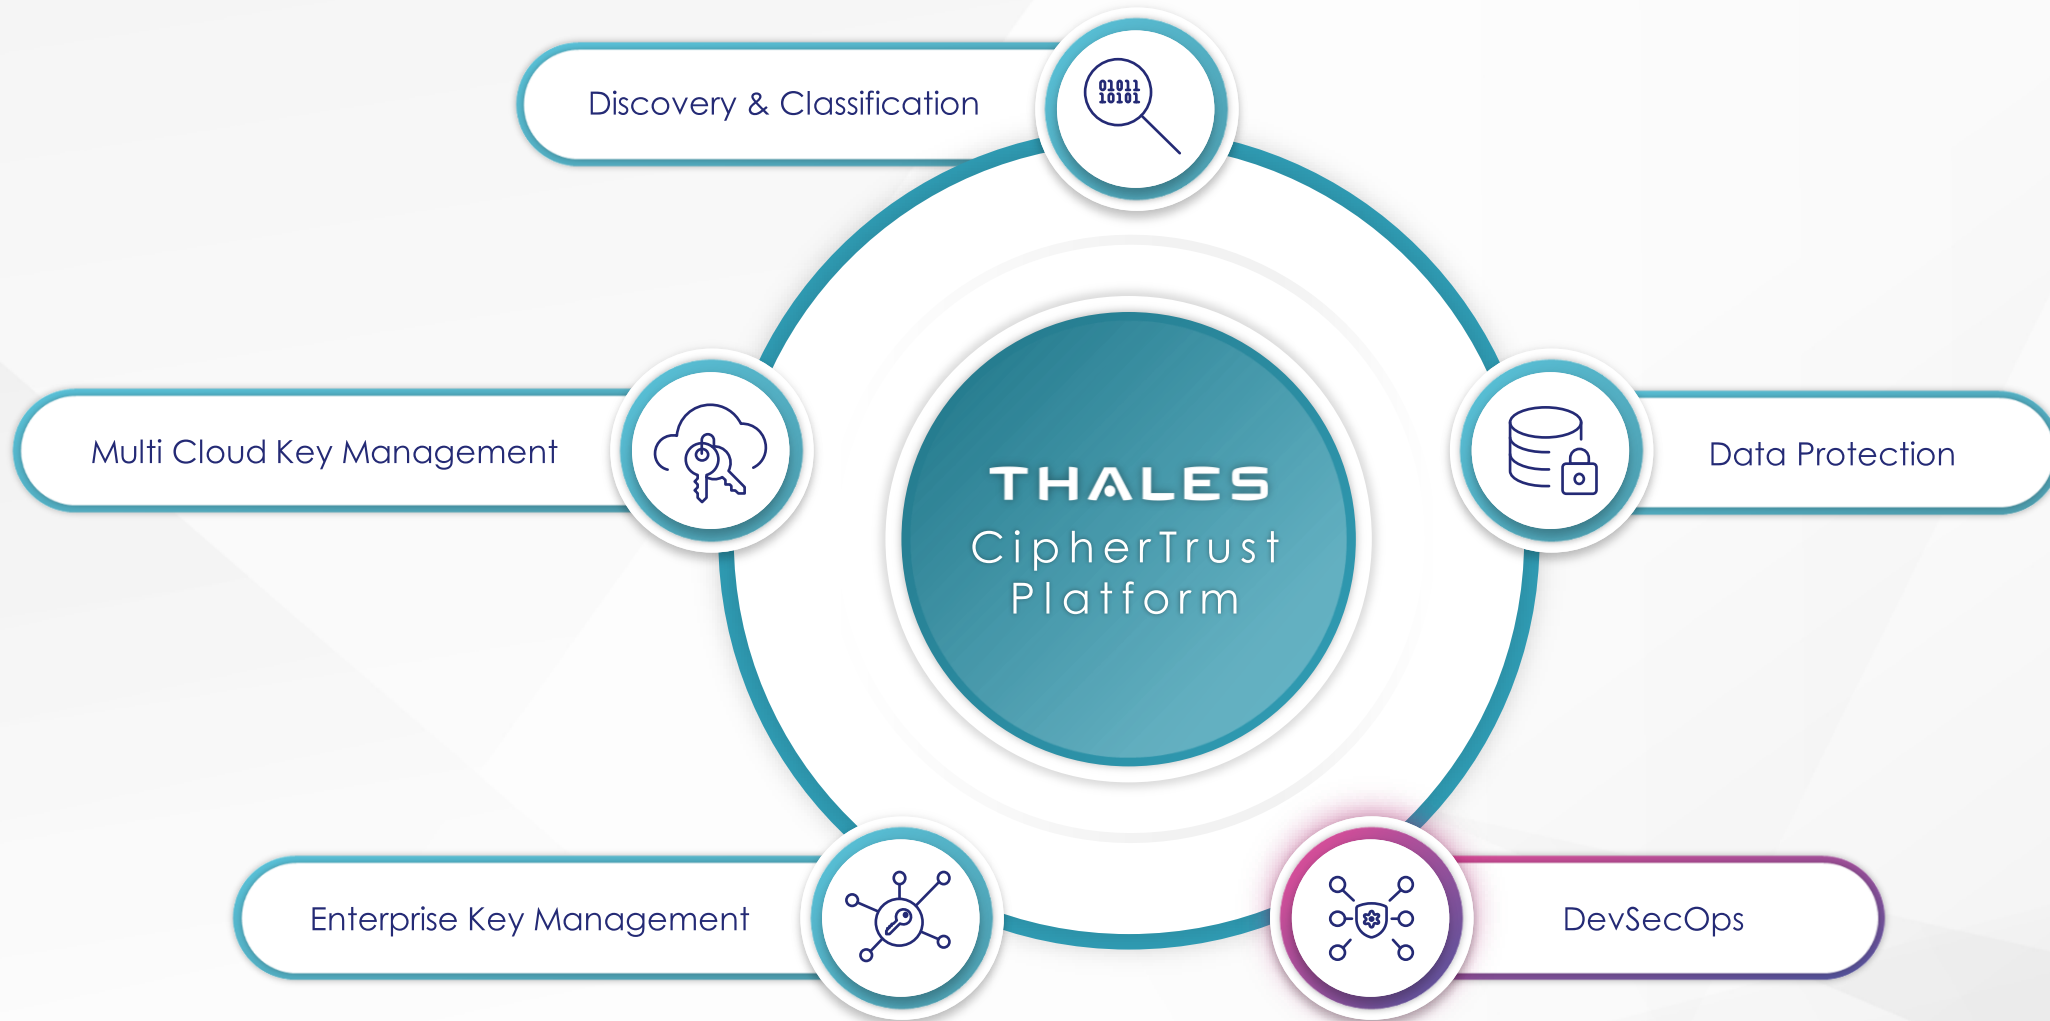 Discovery & Classification
01011
10101
Multi Cloud Key Management
Data Protection
THALES
CipherTrust
Platform
Enterprise Key Management
DevSecOps